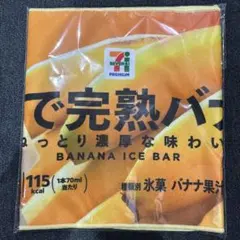 7
ELEVEN
PREMIUM
で完熟バナ
ねっとり濃厚な味わい
BANANA ICE BAR
115 kcal (1本70ml当たり)
種類別 氷菓 バナナ果汁